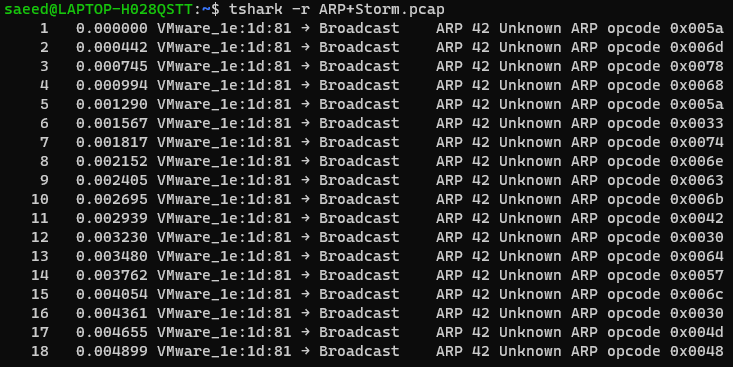 saeed@LAPTOP-H028QSTT:~$ tshark -r ARP+Storm.pcap
1 0.000000 VMware_1e:1d:81 → Broadcast ARP 42 Unknown ARP opcode 0x005a
2 0.000442 VMware_1e:1d:81 → Broadcast ARP 42 Unknown ARP opcode 0x006d
3 0.000745 VMware_1e:1d:81 → Broadcast ARP 42 Unknown ARP opcode 0x0078
4 0.000994 VMware_1e:1d:81 → Broadcast ARP 42 Unknown ARP opcode 0x0068
5 0.001290 VMware_1e:1d:81 → Broadcast ARP 42 Unknown ARP opcode 0x005a
6 0.001567 VMware_1e:1d:81 → Broadcast ARP 42 Unknown ARP opcode 0x0033
7 0.001817 VMware_1e:1d:81 → Broadcast ARP 42 Unknown ARP opcode 0x0074
8 0.002152 VMware_1e:1d:81 → Broadcast ARP 42 Unknown ARP opcode 0x006e
9 0.002405 VMware_1e:1d:81 → Broadcast ARP 42 Unknown ARP opcode 0x0063
10 0.002695 VMware_1e:1d:81 → Broadcast ARP 42 Unknown ARP opcode 0x006b
11 0.002939 VMware_1e:1d:81 → Broadcast ARP 42 Unknown ARP opcode 0x0042
12 0.003230 VMware_1e:1d:81 → Broadcast ARP 42 Unknown ARP opcode 0x0030
13 0.003480 VMware_1e:1d:81 → Broadcast ARP 42 Unknown ARP opcode 0x0064
14 0.003762 VMware_1e:1d:81 → Broadcast ARP 42 Unknown ARP opcode 0x0057
15 0.004054 VMware_1e:1d:81 → Broadcast ARP 42 Unknown ARP opcode 0x006c
16 0.004361 VMware_1e:1d:81 → Broadcast ARP 42 Unknown ARP opcode 0x0030
17 0.004655 VMware_1e:1d:81 → Broadcast ARP 42 Unknown ARP opcode 0x004d
18 0.004899 VMware_1e:1d:81 → Broadcast ARP 42 Unknown ARP opcode 0x0048